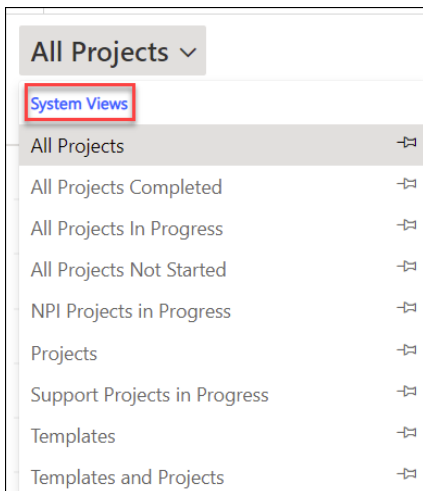 All Projects
System Views
All Projects
All Projects Completed
All Projects In Progress
All Projects Not Started
NPI Projects in Progress
Projects
Support Projects in Progress
Templates
Templates and Projects